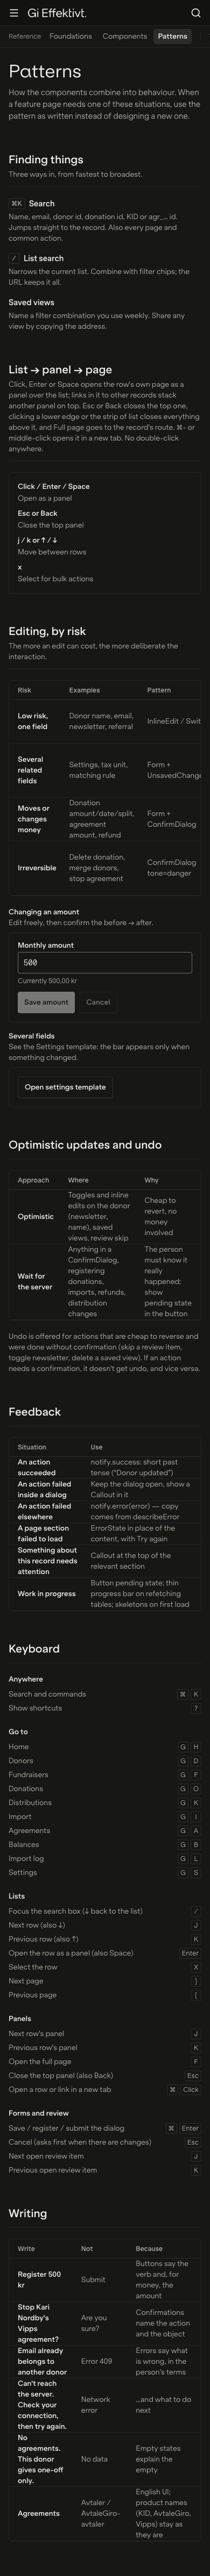 Gi Effektivt.
Reference Foundations Components Patterns
Patterns
How the components combine into behaviour. When
a feature page needs one of these situations, use the
pattern as written instead of designing a new one.
Finding things
Three ways in, from fastest to broadest.
⌘K Search
Name, email, donor id, donation id, KID or agr_… id.
Jumps straight to the record. Also every page and
common action.
/ List search
Narrows the current list. Combine with filter chips; the
URL keeps it all.
Saved views
Name a filter combination you use weekly. Share any
view by copying the address.
List → panel → page
Click, Enter or Space opens the row's own page as a
panel over the list; links in it to other records stack
another panel on top. Esc or Back closes the top one,
clicking a lower edge or the strip of list closes everything
above it, and Full page goes to the record's route. ⌘- or
middle-click opens it in a new tab. No double-click
anywhere.
Click / Enter / Space
Open as a panel
Esc or Back
Close the top panel
j / k or ↑ / ↓
Move between rows
x
Select for bulk actions
Editing, by risk
The more an edit can cost, the more deliberate the
interaction.
Risk Examples Pattern
Low risk,
one field
Donor name, email,
newsletter, referral
InlineEdit / Swit
Several
related
fields
Settings, tax unit,
matching rule
Form +
UnsavedChange
Moves or
changes
money
Donation
amount/date/split,
agreement
amount, refund
Form +
ConfirmDialog
Irreversible
Delete donation,
merge donors,
stop agreement
ConfirmDialog
tone=danger
Changing an amount
Edit freely, then confirm the before → after.
Monthly amount
500
Currently 500,00 kr
Save amount Cancel
Several fields
See the Settings template: the bar appears only when
something changed.
Open settings template
Optimistic updates and undo
Approach Where Why
Optimistic
Toggles and inline
edits on the donor
(newsletter,
name), saved
views, review skip
Cheap to
revert, no
money
involved
Wait for
the server
Anything in a
ConfirmDialog,
registering
donations,
imports, refunds,
distribution
changes
The person
must know it
really
happened;
show
pending state
in the button
Undo is offered for actions that are cheap to reverse and
were done without confirmation (skip a review item,
toggle newsletter, delete a saved view). If an action
needs a confirmation, it doesn't get undo, and vice versa.
Feedback
Situation Use
An action
succeeded
notify.success: short past
tense ("Donor updated")
An action failed
inside a dialog
Keep the dialog open, show a
Callout in it
An action failed
elsewhere
notify.error(error) — copy
comes from describeError
A page section
failed to load
ErrorState in place of the
content, with Try again
Something about
this record needs
attention
Callout at the top of the
relevant section
Work in progress
Button pending state; thin
progress bar on refetching
tables; skeletons on first load
Keyboard
Anywhere
Search and commands ⌘ K
Show shortcuts ?
Go to
Home G H
Donors G D
Fundraisers G F
Donations G O
Distributions G K
Import G I
Agreements G A
Balances G B
Import log G L
Settings G S
Lists
Focus the search box (↓ back to the list) /
Next row (also ↓) J
Previous row (also ↑) K
Open the row as a panel (also Space) Enter
Select the row X
Next page ]
Previous page [
Panels
Next row's panel J
Previous row's panel K
Open the full page F
Close the top panel (also Back) Esc
Open a row or link in a new tab ⌘ Click
Forms and review
Save / register / submit the dialog ⌘ Enter
Cancel (asks first when there are changes) Esc
Next open review item J
Previous open review item K
Writing
Write Not Because
Register 500
kr
Submit
Buttons say the
verb and, for
money, the
amount
Stop Kari
Nordby's
Vipps
agreement?
Are you
sure?
Confirmations
name the action
and the object
Email already
belongs to
another donor
Error 409
Errors say what
is wrong, in the
person's terms
Can't reach
the server.
Check your
connection,
then try again.
Network
error
…and what to do
next
No
agreements.
This donor
gives one-off
only.
No data
Empty states
explain the
empty
Agreements
Avtaler /
AvtaleGiro-
avtaler
English UI;
product names
(KID, AvtaleGiro,
Vipps) stay as
they are